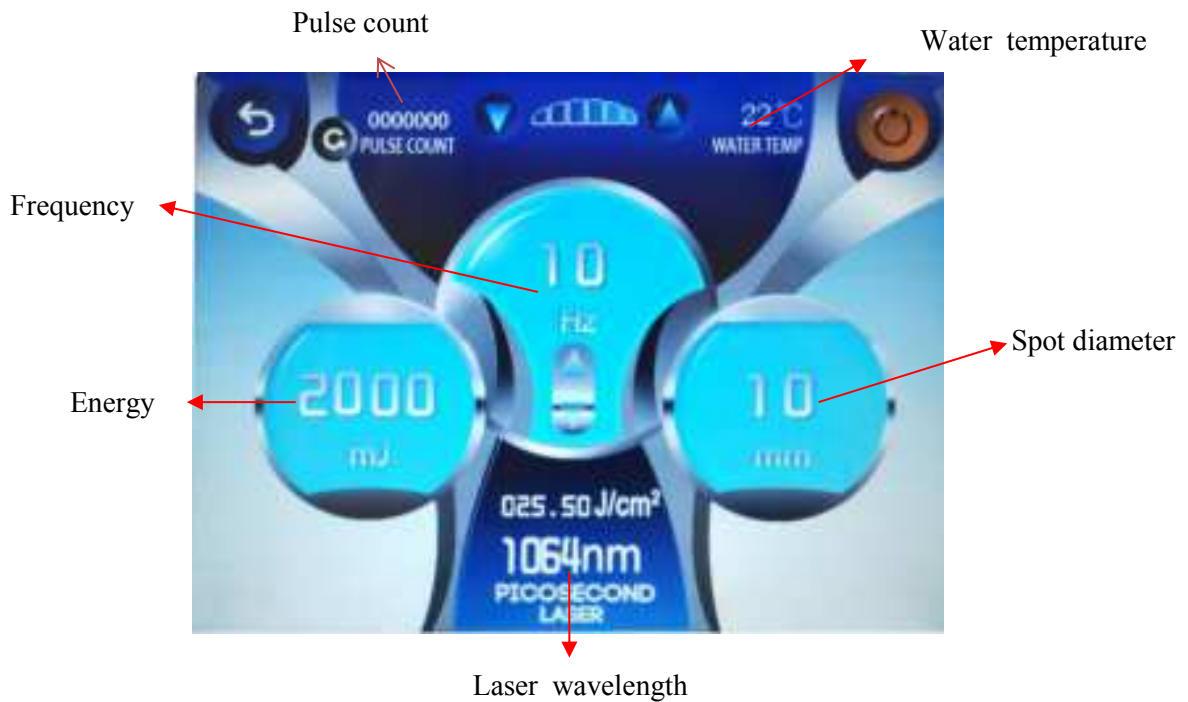 Pulse count
Water temperature
0000000
PULSE COUNT
22℃
WATER TEMP
Frequency
10
Hz
Spot diameter
Energy
2000
mJ
10
mm
025.50J/cm²
1064nm
PICOSECOND
LASER
Laser wavelength